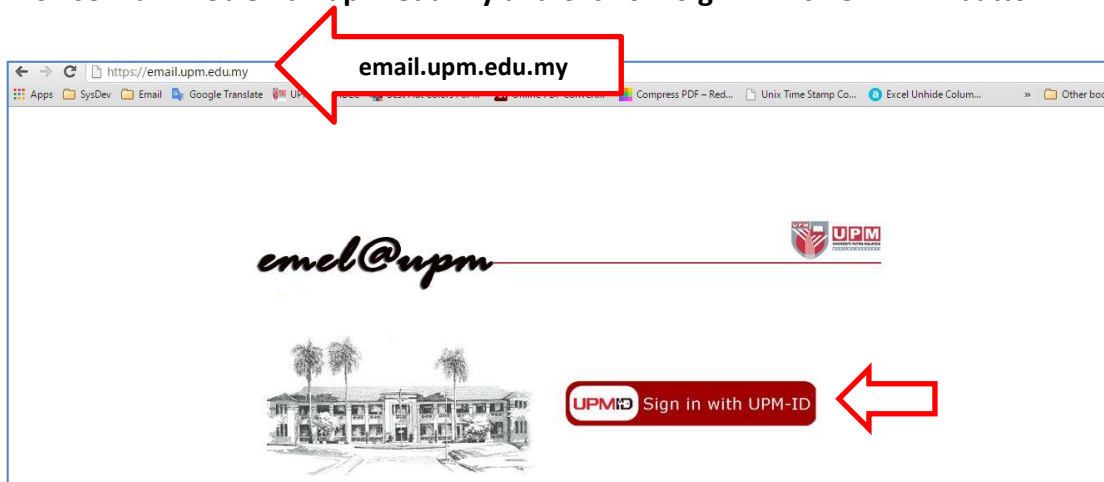 email.upm.edu.my
https://email.upm.edu.my
Apps SysDev Email Google Translate Compress PDF – Red... Unix Time Stamp Co... Excel Unhide Colum... » Other boo
emel@upm
UPM
UPMID Sign in with UPM-ID